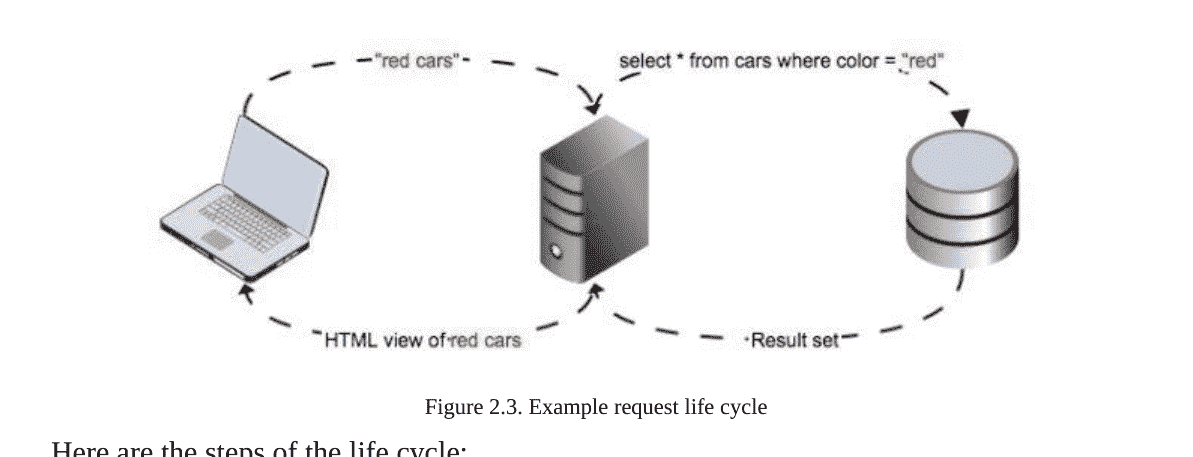 "red cars"
select * from cars where color = "red"
HTML view of red cars
Result set
Figure 2.3. Example request life cycle
Here are the steps of the life cycle: